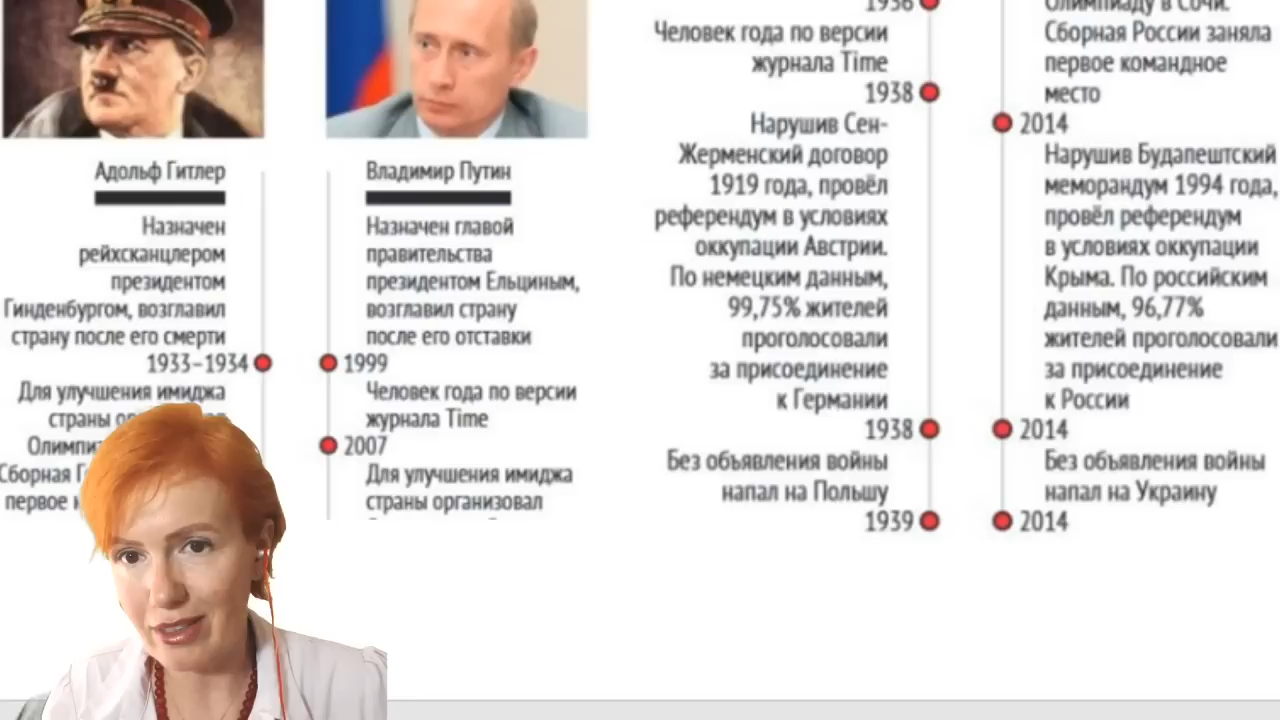 Адольф Гитлер
Назначен
рейхсканцлером
президентом
Гинденбургом, возглавил
страну после его смерти
1933–1934
Для улучшения имиджа
страны
Сборная
первое
Владимир Путин
Назначен главой
правительства
президентом Ельциным,
возглавил страну
после его отставки
1999
Человек года по версии
журнала Time
2007
Для улучшения имиджа
страны организовал
1936
Человек года по версии
журнала Time
1938
Нарушив Сен-
Жерменский договор
1919 года, провёл
референдум в условиях
оккупации Австрии.
По немецким данным,
99,75% жителей
проголосовали
за присоединение
к Германии
1938
Без объявления войны
напал на Польшу
1939
Олимпиаду в Сочи.
Сборная России заняла
первое командное
место
2014
Нарушив Будапештский
меморандум 1994 года,
провёл референдум
в условиях оккупации
Крыма. По российским
данным, 96,77%
жителей проголосовали
за присоединение
к России
2014
Без объявления войны
напал на Украину
2014